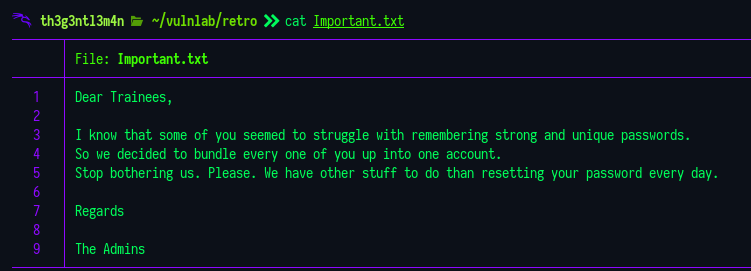 th3g3ntl3m4n ~/vulnlab/retro cat Important.txt
File: Important.txt
1 Dear Trainees,
2
3 I know that some of you seemed to struggle with remembering strong and unique passwords.
4 So we decided to bundle every one of you up into one account.
5 Stop bothering us. Please. We have other stuff to do than resetting your password every day.
6
7 Regards
8
9 The Admins